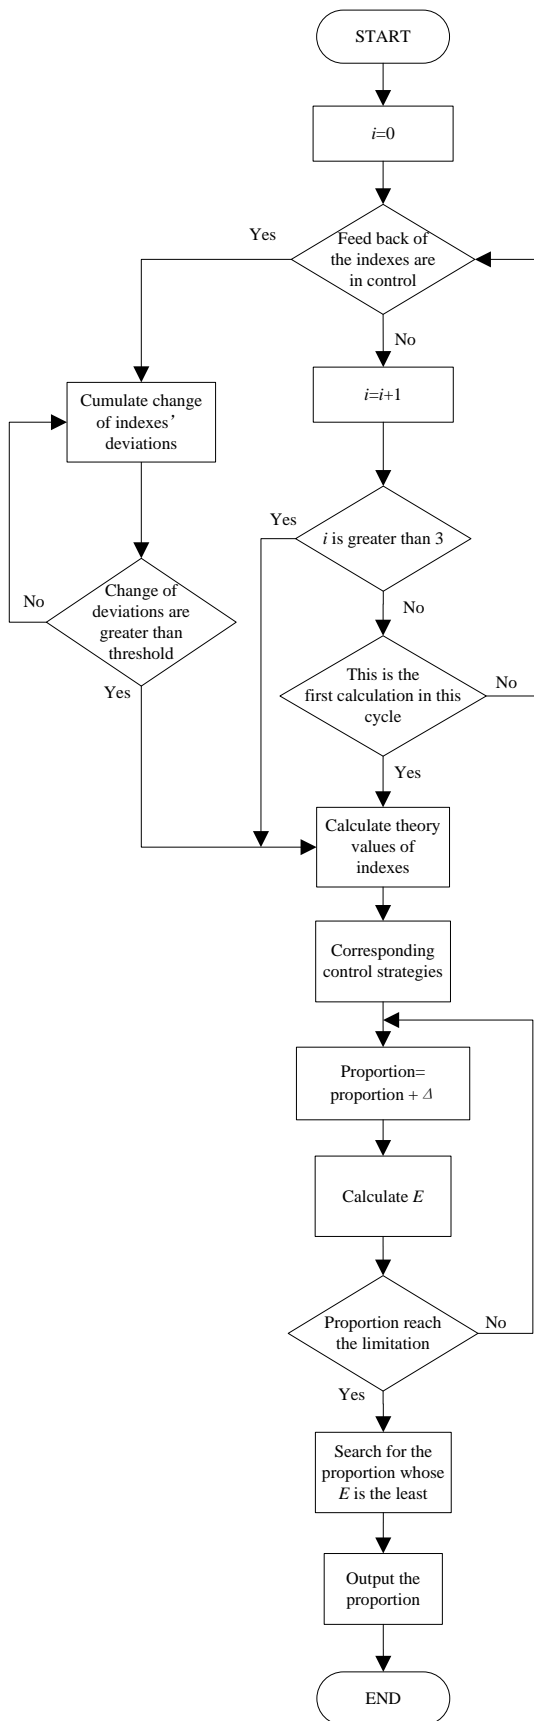 START
i=0
Yes
Feed back of
the indexes are
in control
No
i=i+1
Cumulate change
of indexes’
deviations
Yes
i is greater than 3
No
No
Change of
deviations are
greater than
threshold
Yes
This is the
first calculation in this
cycle
No
Yes
Calculate theory
values of
indexes
Corresponding
control strategies
Proportion=
proportion + Δ
Calculate E
Proportion reach
the limitation
No
Yes
Search for the
proportion whose
E is the least
Output the
proportion
END